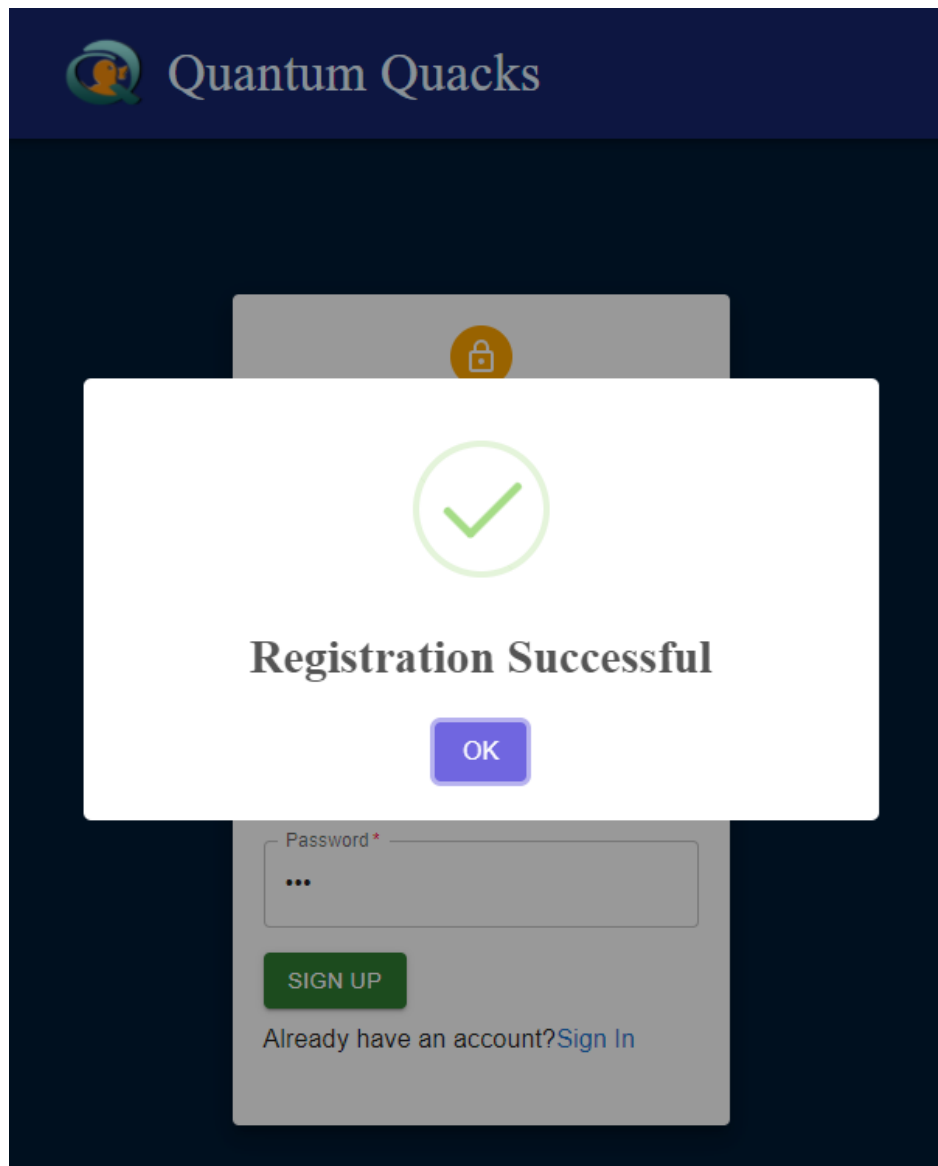 Quantum Quacks
Registration Successful
OK
Password *
•••
SIGN UP
Already have an account?Sign In